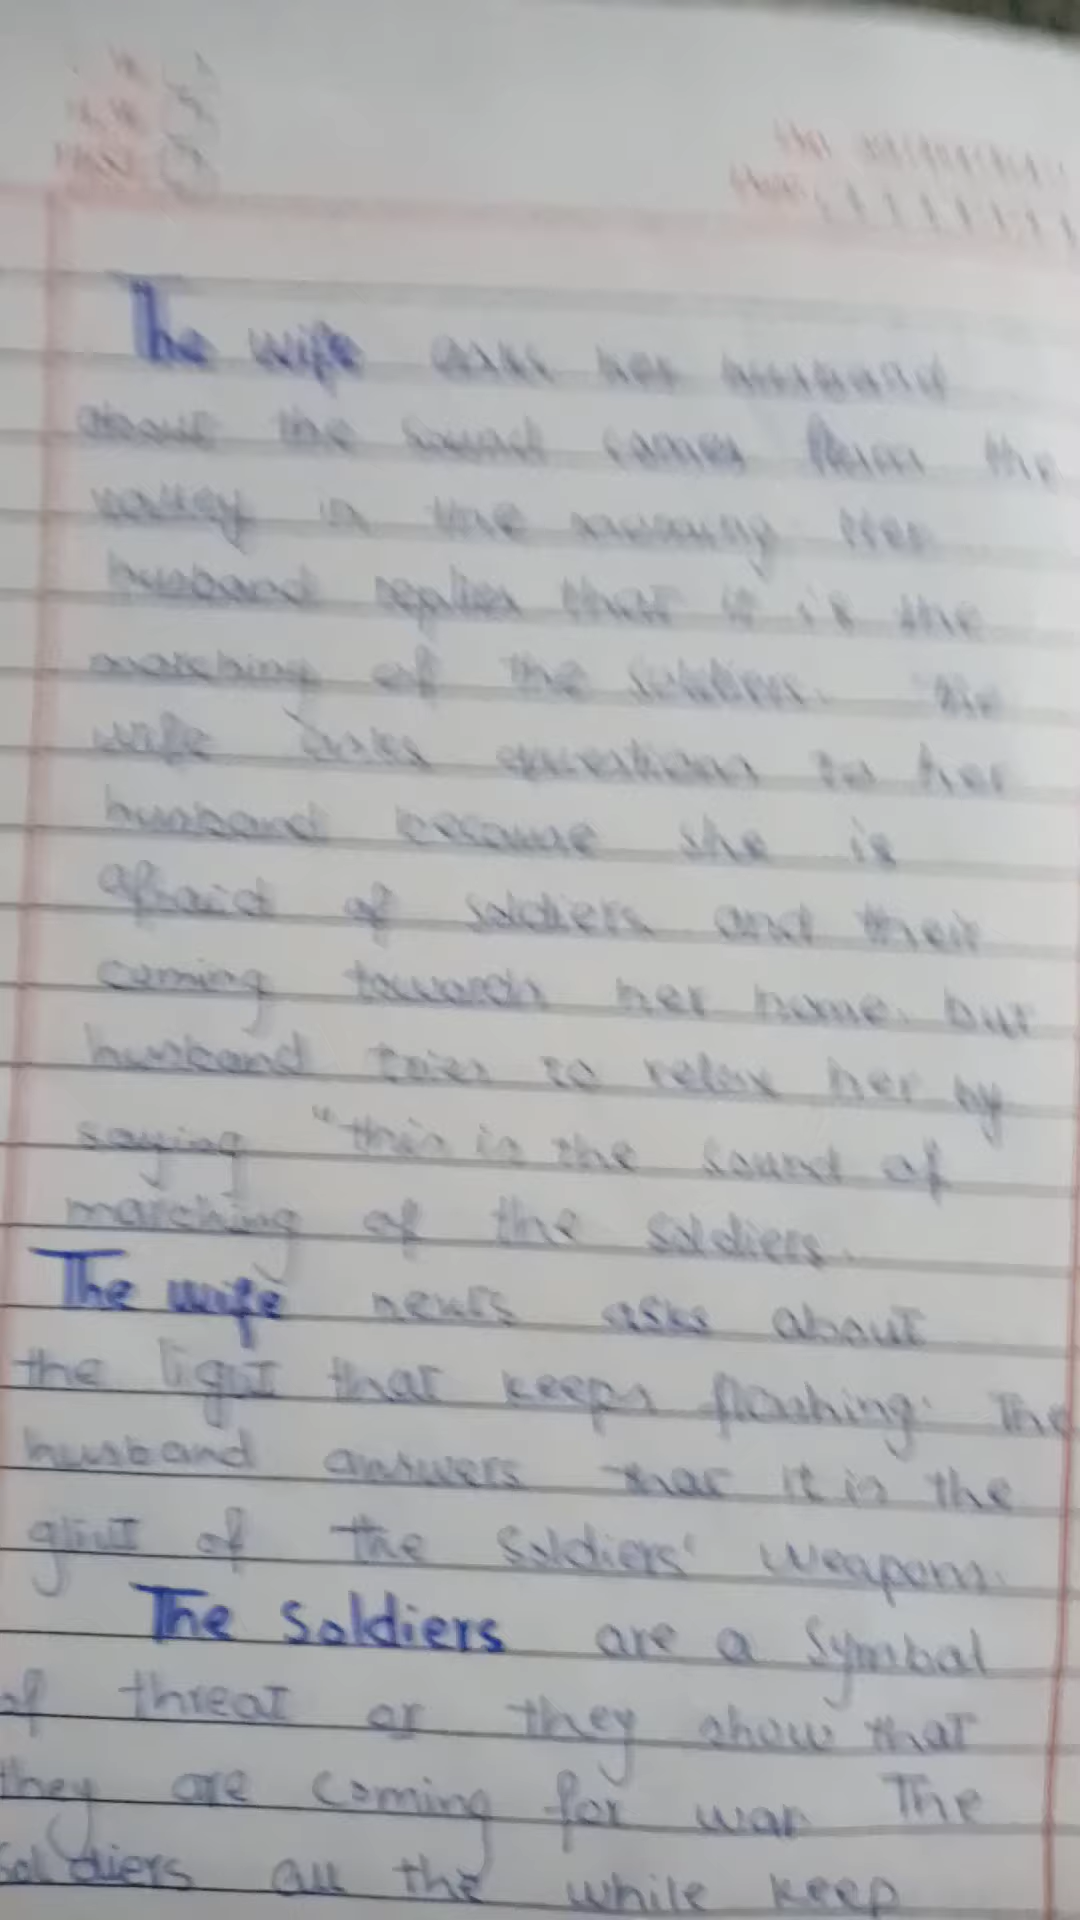 The wife asks her husband
about the sound comes from the
valley in the morning. Her
husband replies that it is the
marching of the soldiers. The
wife asks questions to her
husband because she is
afraid of soldiers and their
coming towards her home. but
husband tries to relax her by
saying "this is the sound of
marching of the soldiers.
The wife asks about
the light that keeps flashing. The
husband answers that it is the
glint of the soldiers' weapons.
The Soldiers are a Symbal
of threat or they show that
they are coming for war The
Soldiers all the while keep